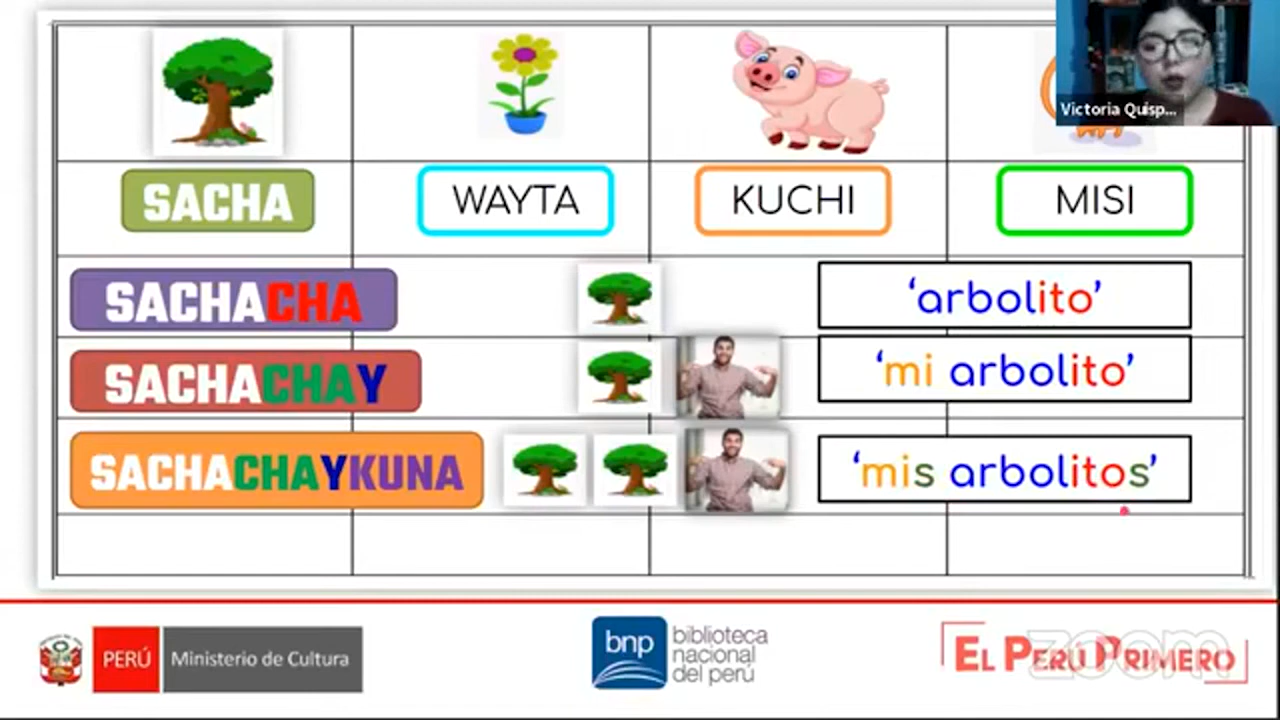 Victoria Quisp...
SACHA
WAYTA
KUCHI
MISI
SACHACHA
'arbolito'
SACHACHAY
'mi arbolito'
SACHACHAYKUNA
'mis arbolitos'
PERÚ
Ministerio de Cultura
bnp
biblioteca
nacional
del perú
EL PERÚ PRIMERO
zoom